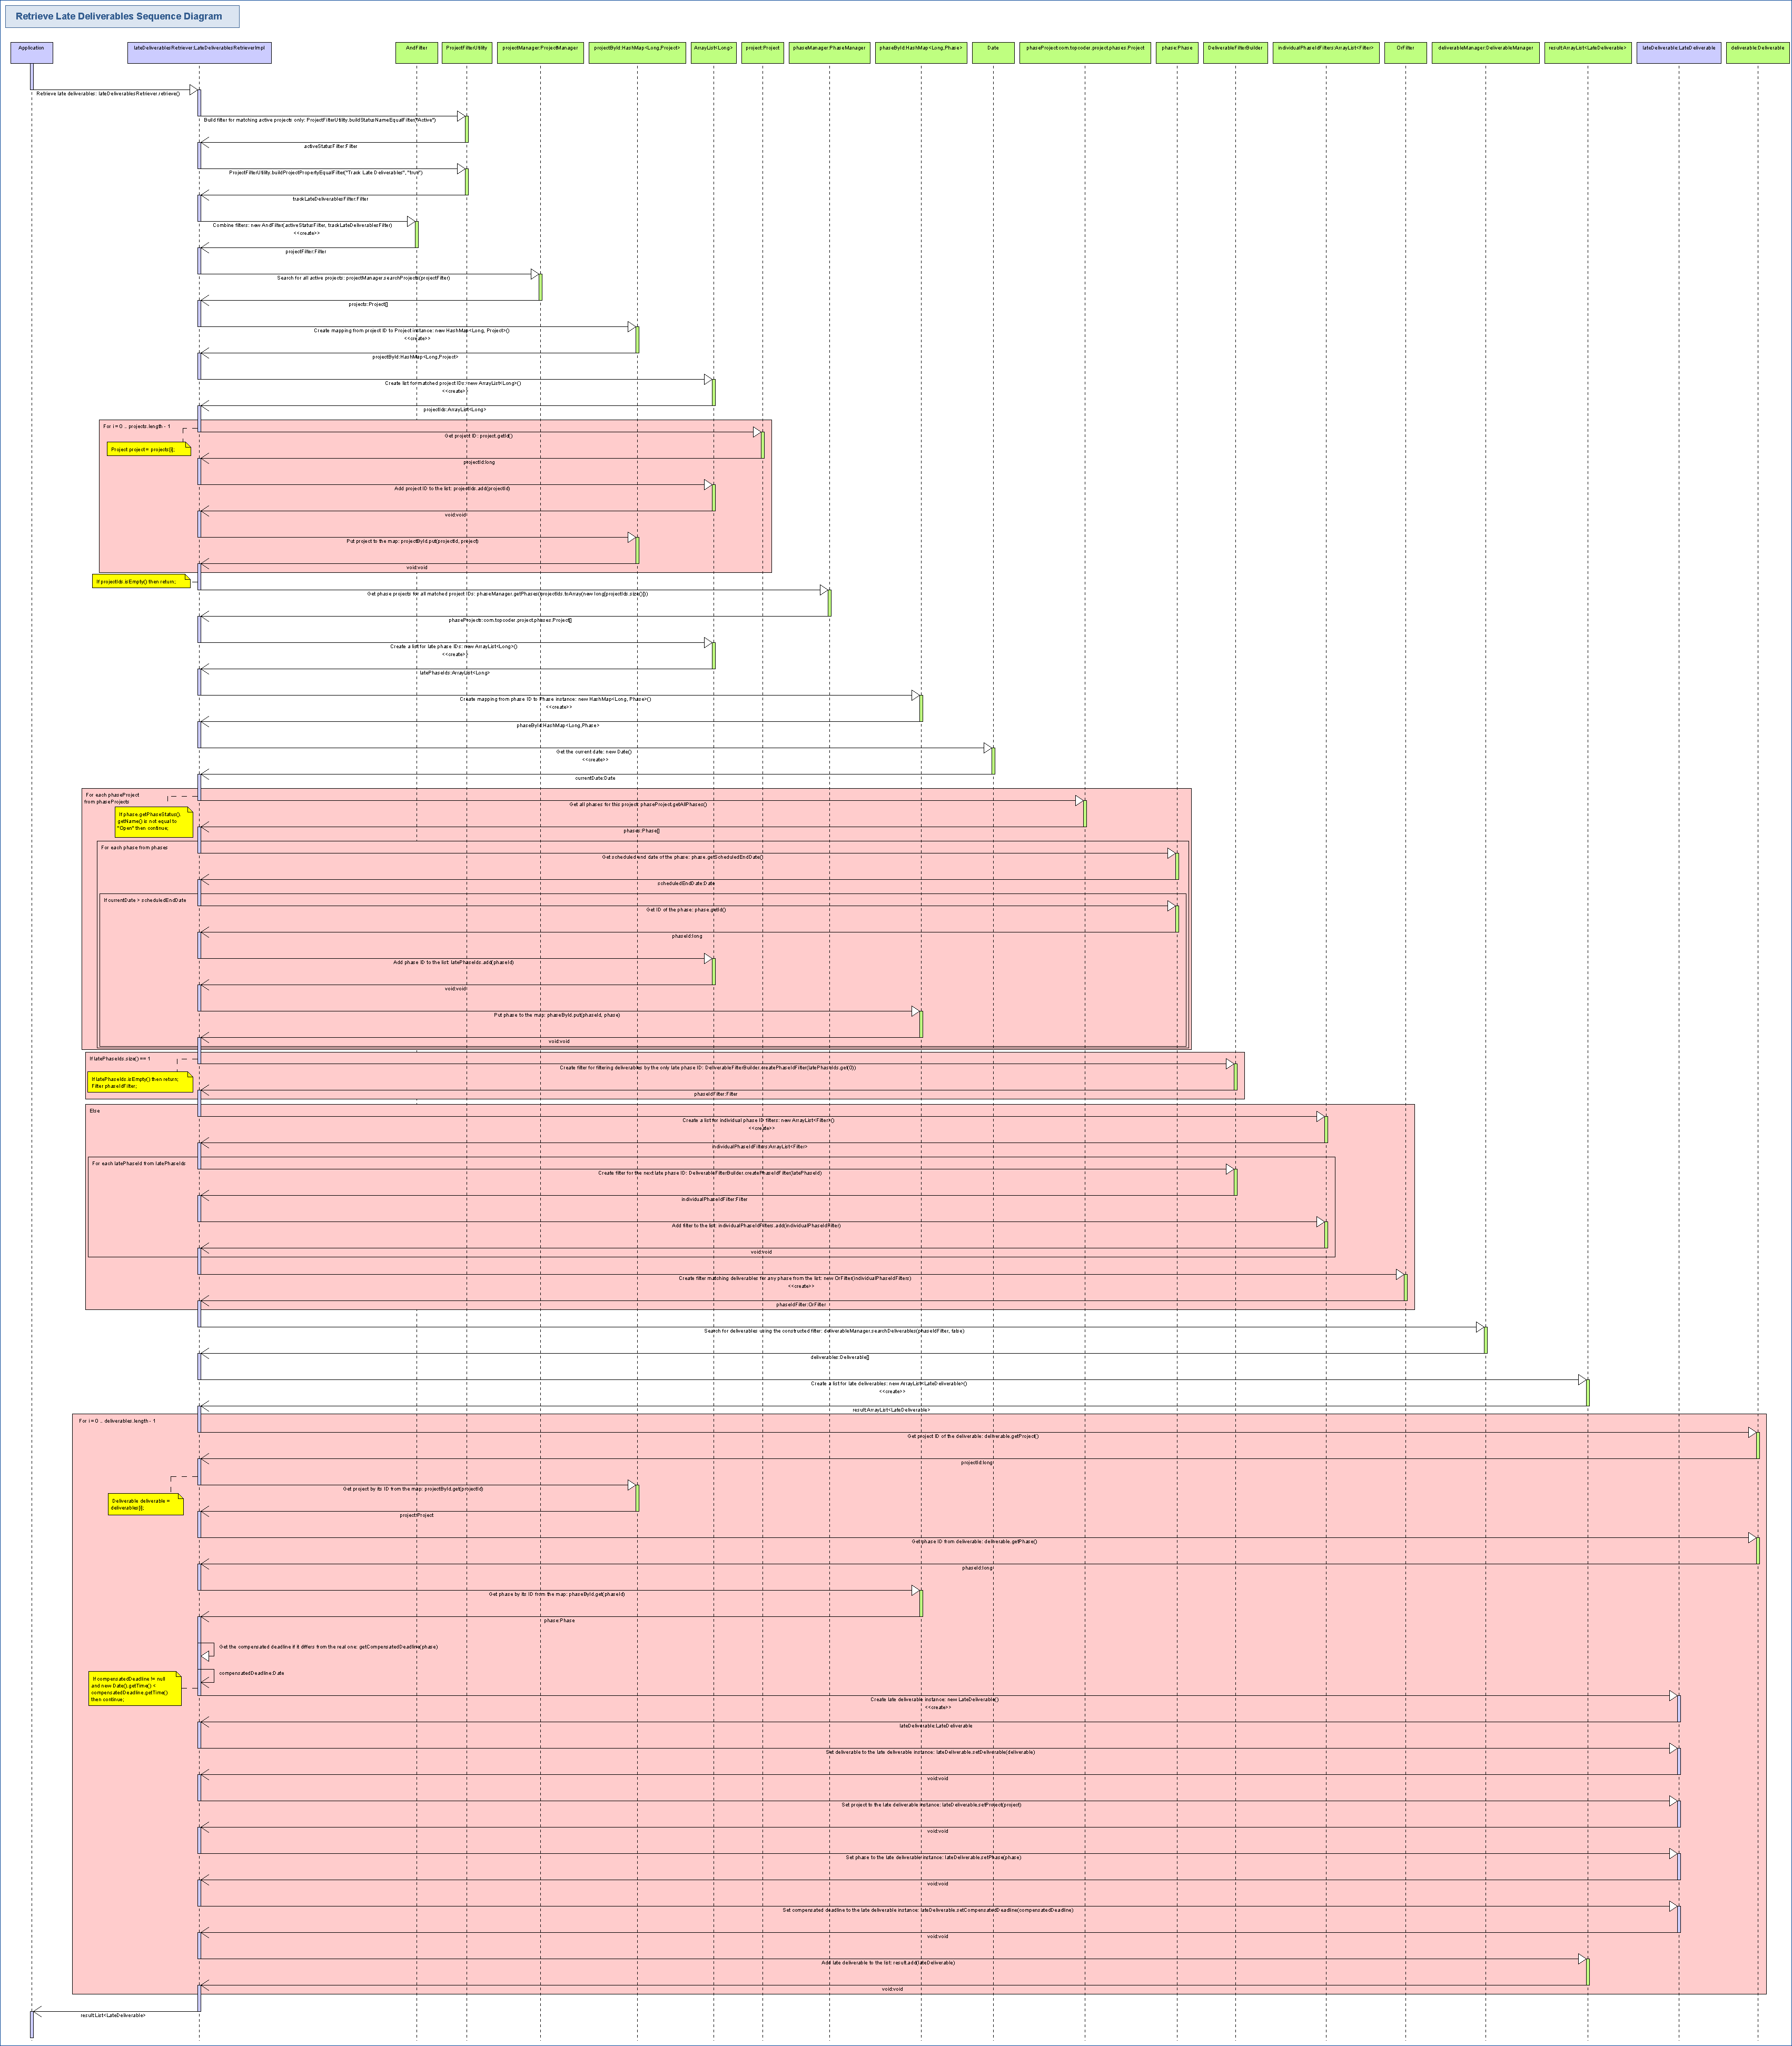 Retrieve Late Deliverables Sequence Diagram
Application
lateDeliverablesRetriever:LateDeliverablesRetrieverImpl
AndFilter
ProjectFilterUtility
projectManager:ProjectManager
projectById:HashMap<Long,Project>
ArrayList<Long>
project:Project
phaseManager:PhaseManager
phaseById:HashMap<Long,Phase>
Date
phaseProject:com.topcoder.project.phases.Project
phase:Phase
DeliverableFilterBuilder
individualPhaseIdFilters:ArrayList<Filter>
OrFilter
deliverableManager:DeliverableManager
result:ArrayList<LateDeliverable>
lateDeliverable:LateDeliverable
deliverable:Deliverable
Retrieve late deliverables: lateDeliverablesRetriever.retrieve()
Build filter for matching active projects only: ProjectFilterUtility.buildStatusNameEqualFilter("Active")
activeStatusFilter:Filter
ProjectFilterUtility.buildProjectPropertyEqualFilter("Track Late Deliverables", "true")
trackLateDeliverablesFilter:Filter
Combine filters: new AndFilter(activeStatusFilter, trackLateDeliverablesFilter)
<<create>>
projectFilter:Filter
Search for all active projects: projectManager.searchProjects(projectFilter)
projects:Project[]
Create mapping from project ID to Project instance: new HashMap<Long, Project>()
<<create>>
projectById:HashMap<Long,Project>
Create list for matched project IDs: new ArrayList<Long>()
<<create>>
projectIds:ArrayList<Long>
For i = 0 .. projects.length - 1
Get project ID: project.getId()
Project project = projects[i];
projectId:long
Add project ID to the list: projectIds.add(projectId)
void:void
Put project to the map: projectById.put(projectId, project)
void:void
If projectIds.isEmpty() then return;
Get phase projects for all matched project IDs: phaseManager.getPhases(projectIds.toArray(new long[projectIds.size()]))
phaseProjects:com.topcoder.project.phases.Project[]
Create a list for late phase IDs: new ArrayList<Long>()
<<create>>
latePhaseIds:ArrayList<Long>
Create mapping from phase ID to Phase instance: new HashMap<Long, Phase>()
<<create>>
phaseById:HashMap<Long,Phase>
Get the current date: new Date()
<<create>>
currentDate:Date
For each phaseProject
from phaseProjects
Get all phases for this project: phaseProject.getAllPhases()
If phase.getPhaseStatus().
getName() is not equal to
"Open" then continue;
phases:Phase[]
For each phase from phases
Get scheduled end date of the phase: phase.getScheduledEndDate()
scheduledEndDate:Date
If currentDate > scheduledEndDate
Get ID of the phase: phase.getId()
phaseId:long
Add phase ID to the list: latePhaseIds.add(phaseId)
void:void
Put phase to the map: phaseById.put(phaseId, phase)
void:void
If latePhaseIds.size() == 1
Create filter for filtering deliverables by the only late phase ID: DeliverableFilterBuilder.createPhaseIdFilter(latePhaseIds.get(0))
If latePhaseIds.isEmpty() then return;
Filter phaseIdFilter;
phaseIdFilter:Filter
Else
Create a list for individual phase ID filters: new ArrayList<Filter>()
<<create>>
individualPhaseIdFilters:ArrayList<Filter>
For each latePhaseId from latePhaseIds
Create filter for the next late phase ID: DeliverableFilterBuilder.createPhaseIdFilter(latePhaseId)
individualPhaseIdFilter:Filter
Add filter to the list: individualPhaseIdFilters.add(individualPhaseIdFilter)
void:void
Create filter matching deliverables for any phase from the list: new OrFilter(individualPhaseIdFilters)
<<create>>
phaseIdFilter:OrFilter
Search for deliverables using the constructed filter: deliverableManager.searchDeliverables(phaseIdFilter, false)
deliverables:Deliverable[]
Create a list for late deliverables: new ArrayList<LateDeliverable>()
<<create>>
result:ArrayList<LateDeliverable>
For i = 0 .. deliverables.length - 1
Get project ID of the deliverable: deliverable.getProject()
projectId:long
Get project by its ID from the map: projectById.get(projectId)
Deliverable deliverable =
deliverables[i];
project:Project
Get phase ID from deliverable: deliverable.getPhase()
phaseId:long
Get phase by its ID from the map: phaseById.get(phaseId)
phase:Phase
Get the compensated deadline if it differs from the real one: getCompensatedDeadline(phase)
compensatedDeadline:Date
If compensatedDeadline != null
and new Date().getTime() <
compensatedDeadline.getTime()
then continue;
Create late deliverable instance: new LateDeliverable()
<<create>>
lateDeliverable:LateDeliverable
Set deliverable to the late deliverable instance: lateDeliverable.setDeliverable(deliverable)
void:void
Set project to the late deliverable instance: lateDeliverable.setProject(project)
void:void
Set phase to the late deliverable instance: lateDeliverable.setPhase(phase)
void:void
Set compensated deadline to the late deliverable instance: lateDeliverable.setCompensatedDeadline(compensatedDeadline)
void:void
Add late deliverable to the list: result.add(lateDeliverable)
void:void
result:List<LateDeliverable>